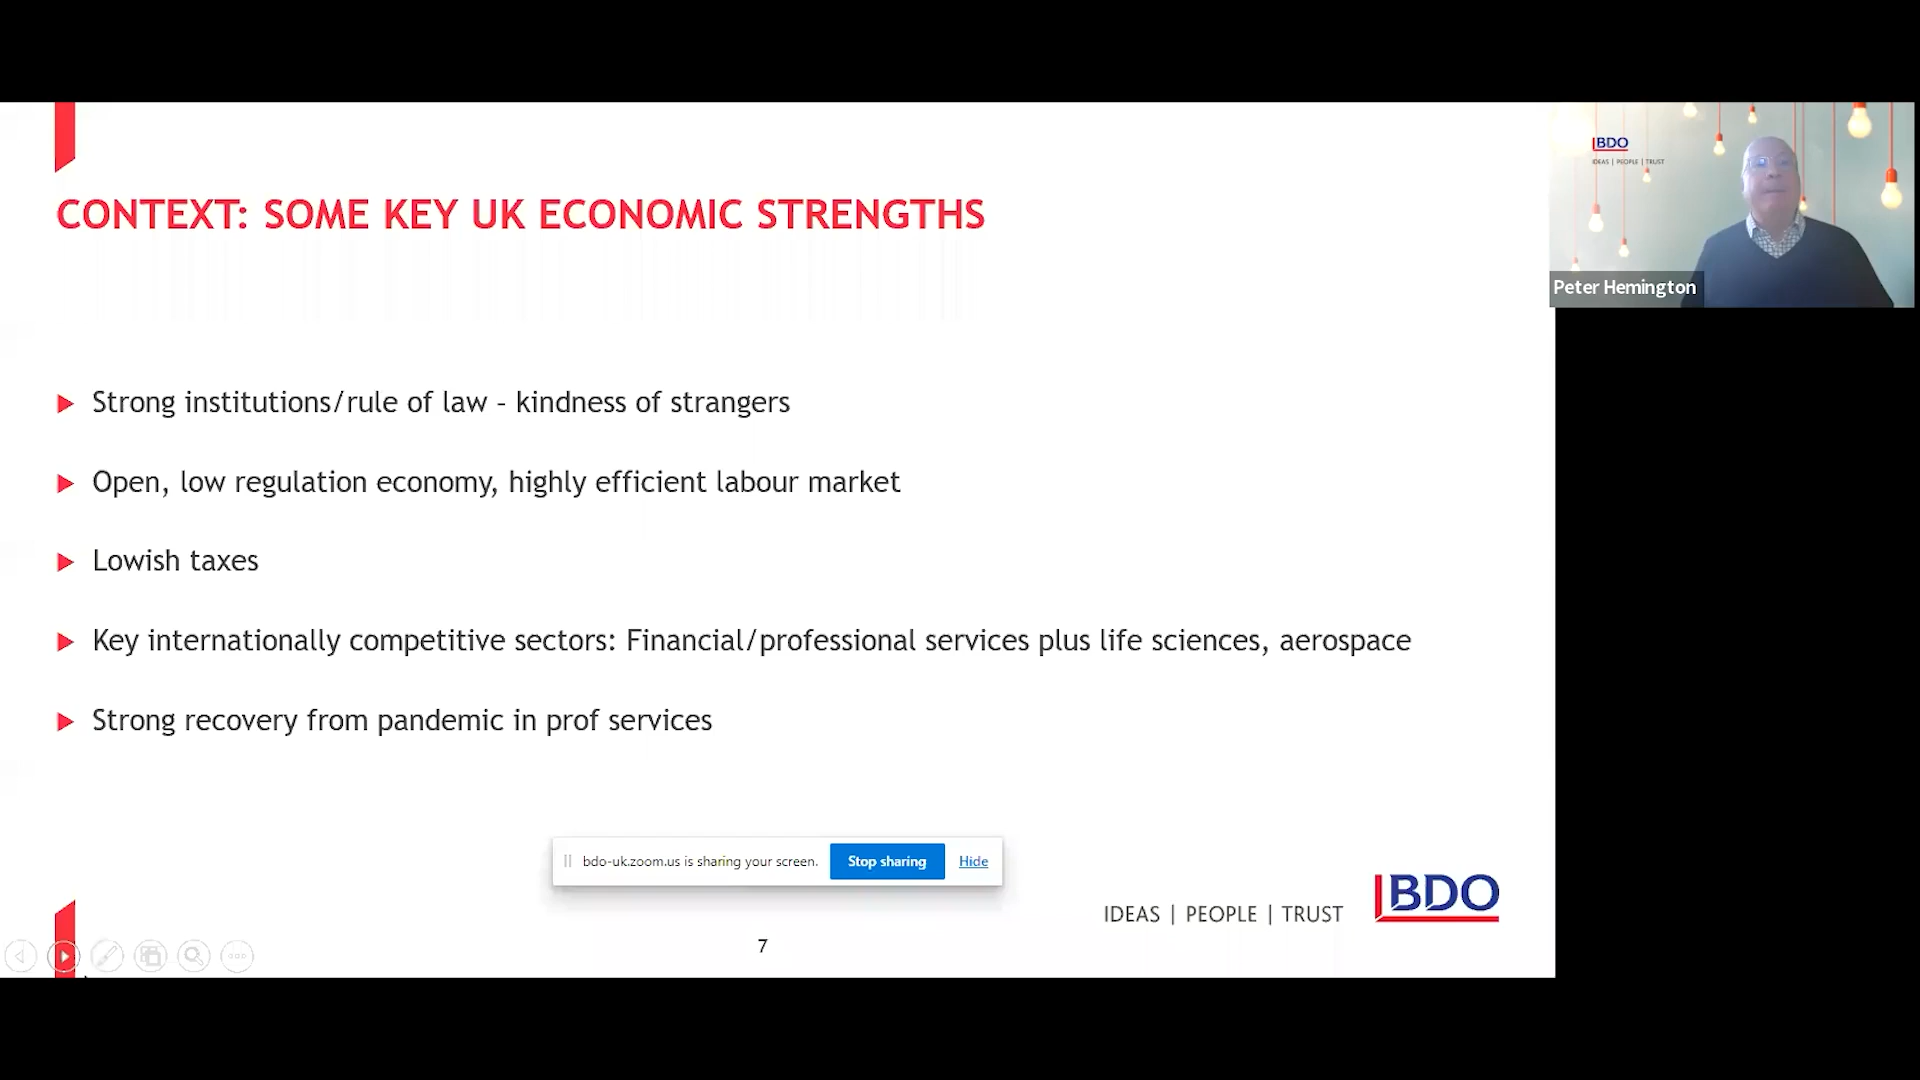 CONTEXT: SOME KEY UK ECONOMIC STRENGTHS
BDO
IDEAS | PEOPLE | TRUST
Peter Hemington
Strong institutions/rule of law – kindness of strangers
Open, low regulation economy, highly efficient labour market
Lowish taxes
Key internationally competitive sectors: Financial/professional services plus life sciences, aerospace
Strong recovery from pandemic in prof services
bdo-uk.zoom.us is sharing your screen. Stop sharing Hide
IDEAS | PEOPLE | TRUST BDO
7